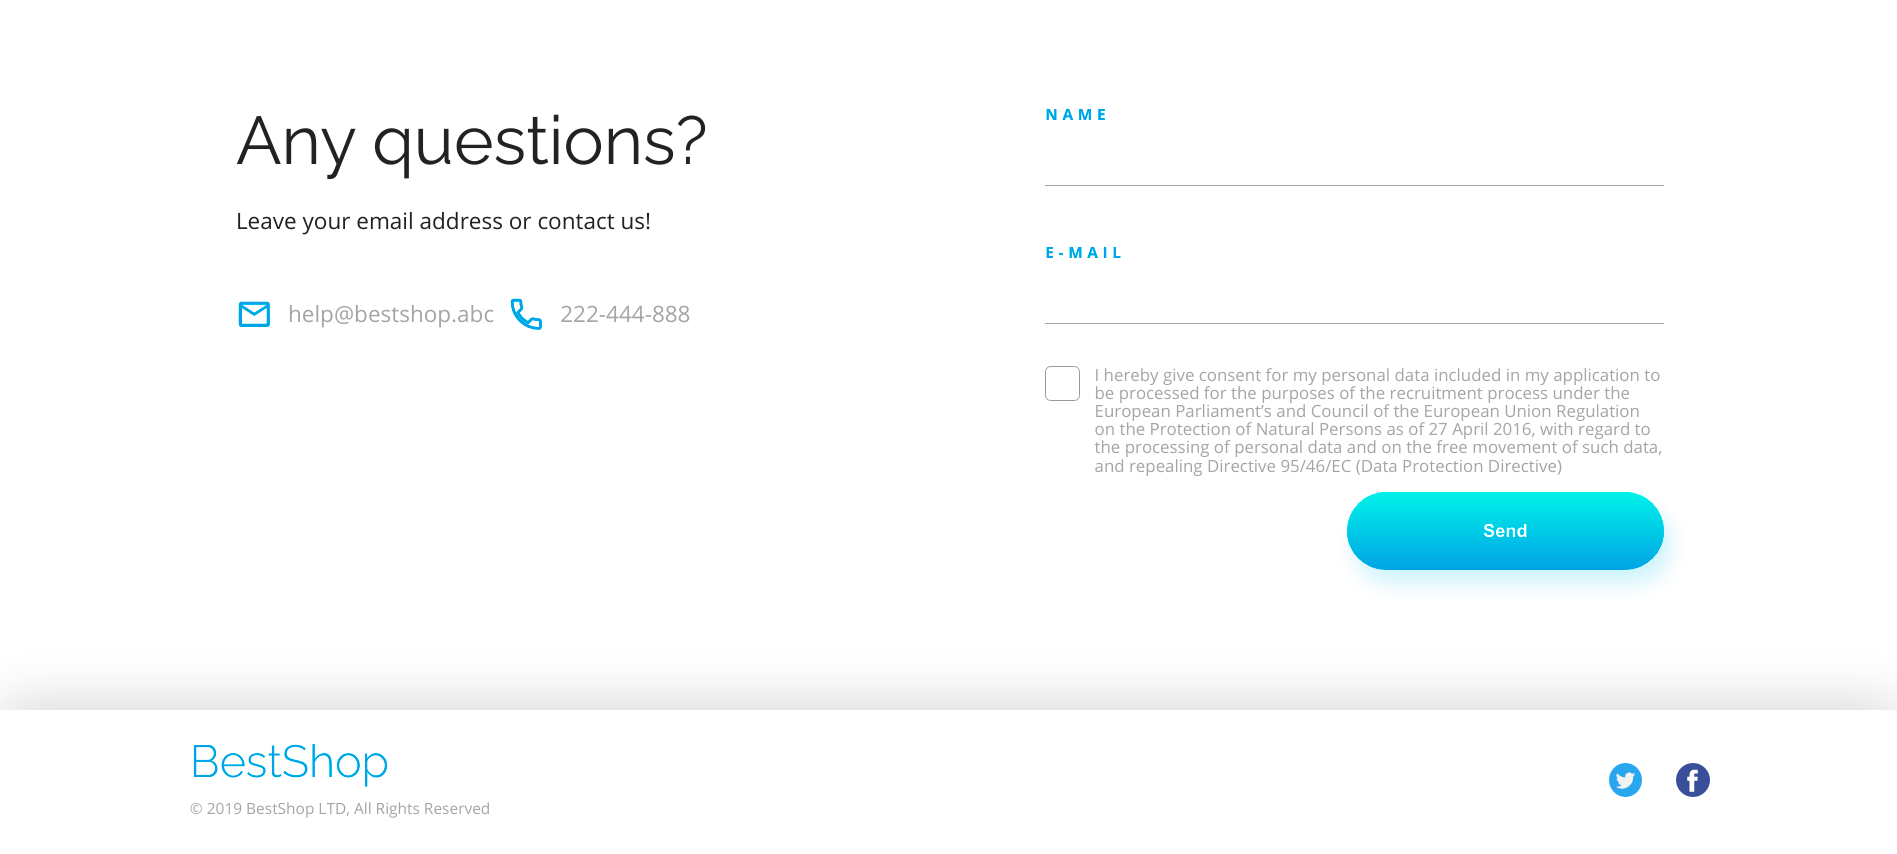 Any questions?
Leave your email address or contact us!
help@bestshop.abc 222-444-888
NAME
E-MAIL
I hereby give consent for my personal data included in my application to
be processed for the purposes of the recruitment process under the
European Parliament’s and Council of the European Union Regulation
on the Protection of Natural Persons as of 27 April 2016, with regard to
the processing of personal data and on the free movement of such data,
and repealing Directive 95/46/EC (Data Protection Directive)
Send
BestShop
© 2019 BestShop LTD, All Rights Reserved